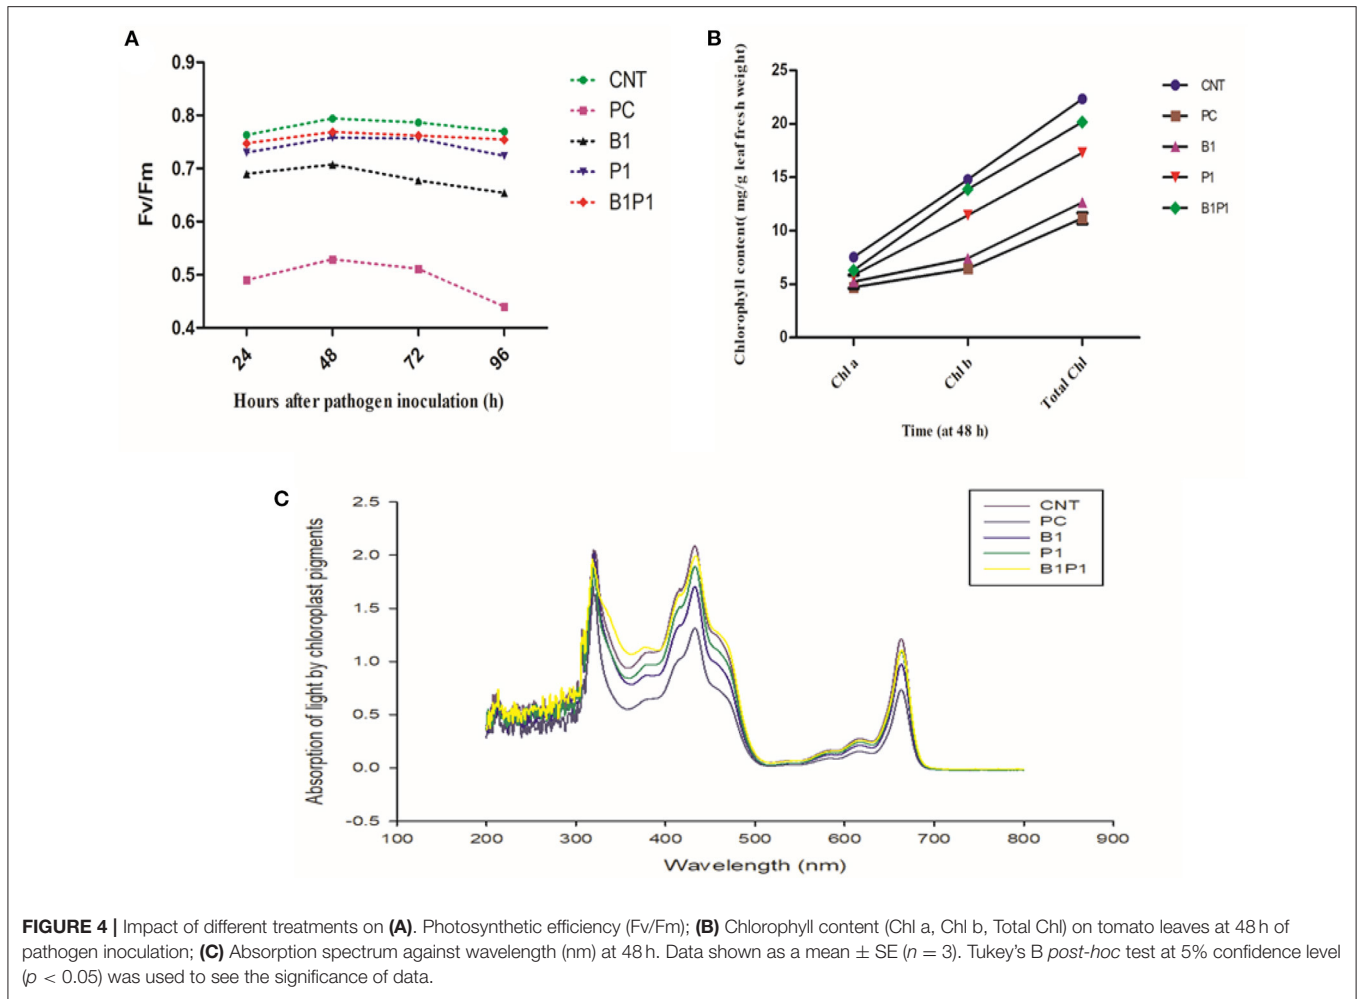 A
0.9
0.8
0.7
0.6
0.5
0.4
Fv/Fm
24
48
72
96
Hours after pathogen inoculation (h)
CNT
PC
B1
P1
B1P1
B
25
20
15
10
5
0
Chlorophyll content( mg/g leaf fresh weight)
Chl a
Chl b
Total Chl
Time (at 48 h)
CNT
PC
B1
P1
B1P1
C
2.5
2.0
1.5
1.0
0.5
0.0
-0.5
Absorption of light by chloroplast pigments
100
200
300
400
500
600
700
800
900
Wavelength (nm)
CNT
PC
B1
P1
B1P1
FIGURE 4 | Impact of different treatments on (A). Photosynthetic efficiency (Fv/Fm); (B) Chlorophyll content (Chl a, Chl b, Total Chl) on tomato leaves at 48 h of
pathogen inoculation; (C) Absorption spectrum against wavelength (nm) at 48 h. Data shown as a mean ± SE (n = 3). Tukey's B post-hoc test at 5% confidence level
(p < 0.05) was used to see the significance of data.